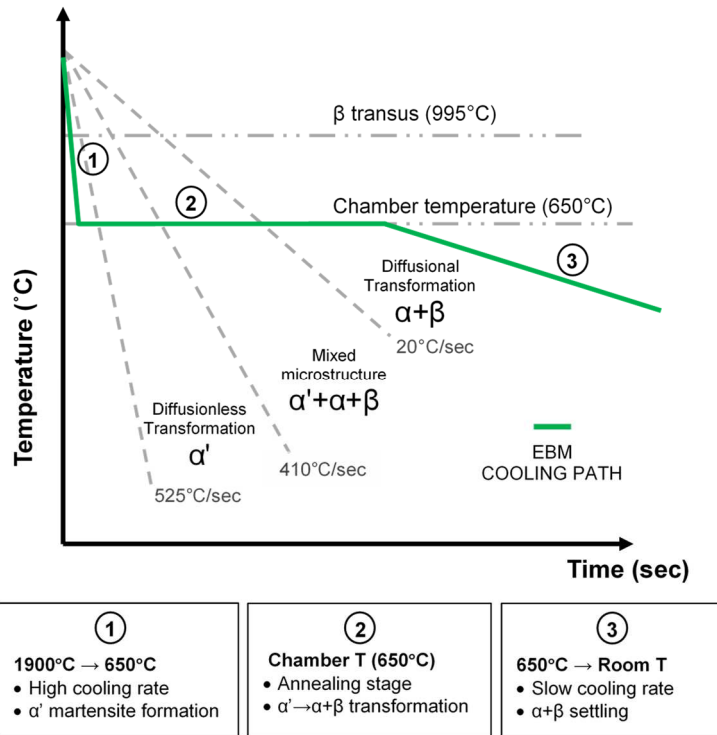 β transus (995°C)
1
2
Chamber temperature (650°C)
3
Diffusional
Transformation
α+β
20°C/sec
Mixed
microstructure
α'+α+β
Diffusionless
Transformation
α'
410°C/sec
525°C/sec
EBM
COOLING PATH
Temperature (°C)
Time (sec)
1
1900°C → 650°C
• High cooling rate
• α' martensite formation
2
Chamber T (650°C)
• Annealing stage
• α'→α+β transformation
3
650°C → Room T
• Slow cooling rate
• α+β settling